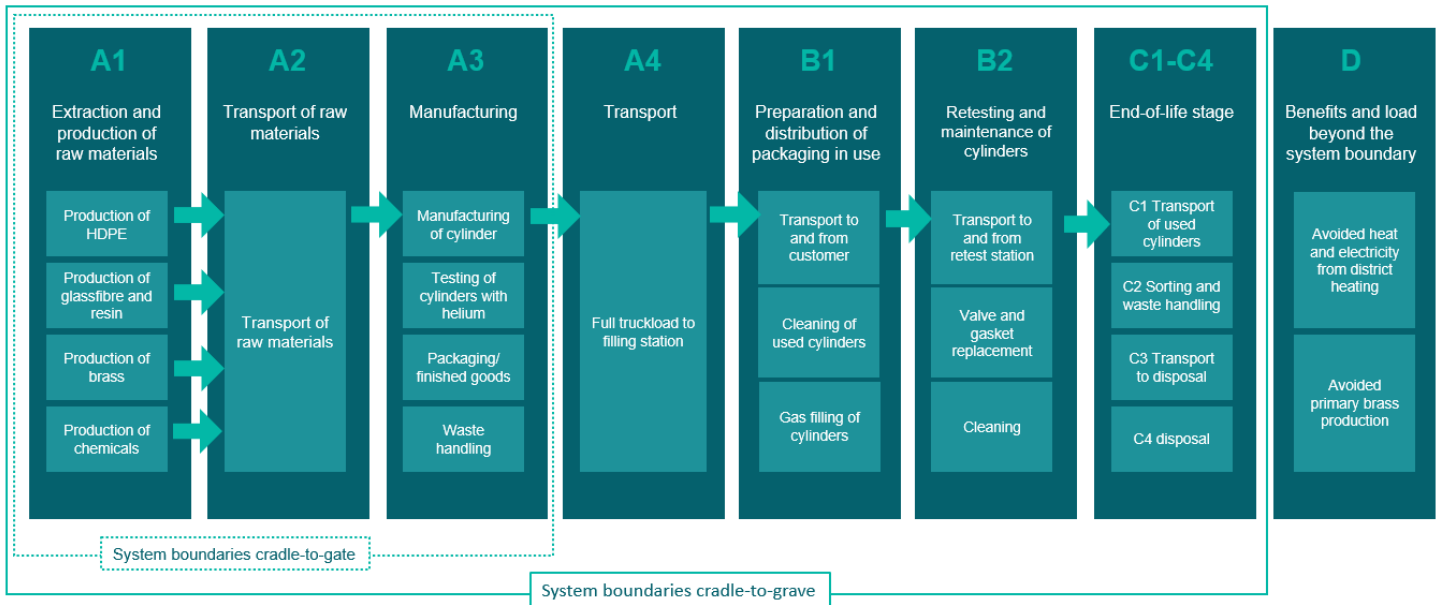 A1
Extraction and
production of
raw materials
Production of
HDPE
Production of
glassfibre and
resin
Production of
brass
Production of
chemicals
A2
Transport of raw
materials
Transport of
raw materials
A3
Manufacturing
Manufacturing
of cylinder
Testing of
cylinders with
helium
Packaging/
finished goods
Waste
handling
A4
Transport
Full truckload to
filling station
B1
Preparation and
distribution of
packaging in use
Transport to
and from
customer
Cleaning of
used cylinders
Gas filling of
cylinders
B2
Retesting and
maintenance of
cylinders
Transport to
and from
retest station
Valve and
gasket
replacement
Cleaning
C1-C4
End-of-life stage
C1 Transport
of used
cylinders
C2 Sorting and
waste handling
C3 Transport
to disposal
C4 disposal
D
Benefits and load
beyond the
system boundary
Avoided heat
and electricity
from district
heating
Avoided
primary brass
production
System boundaries cradle-to-gate
System boundaries cradle-to-grave